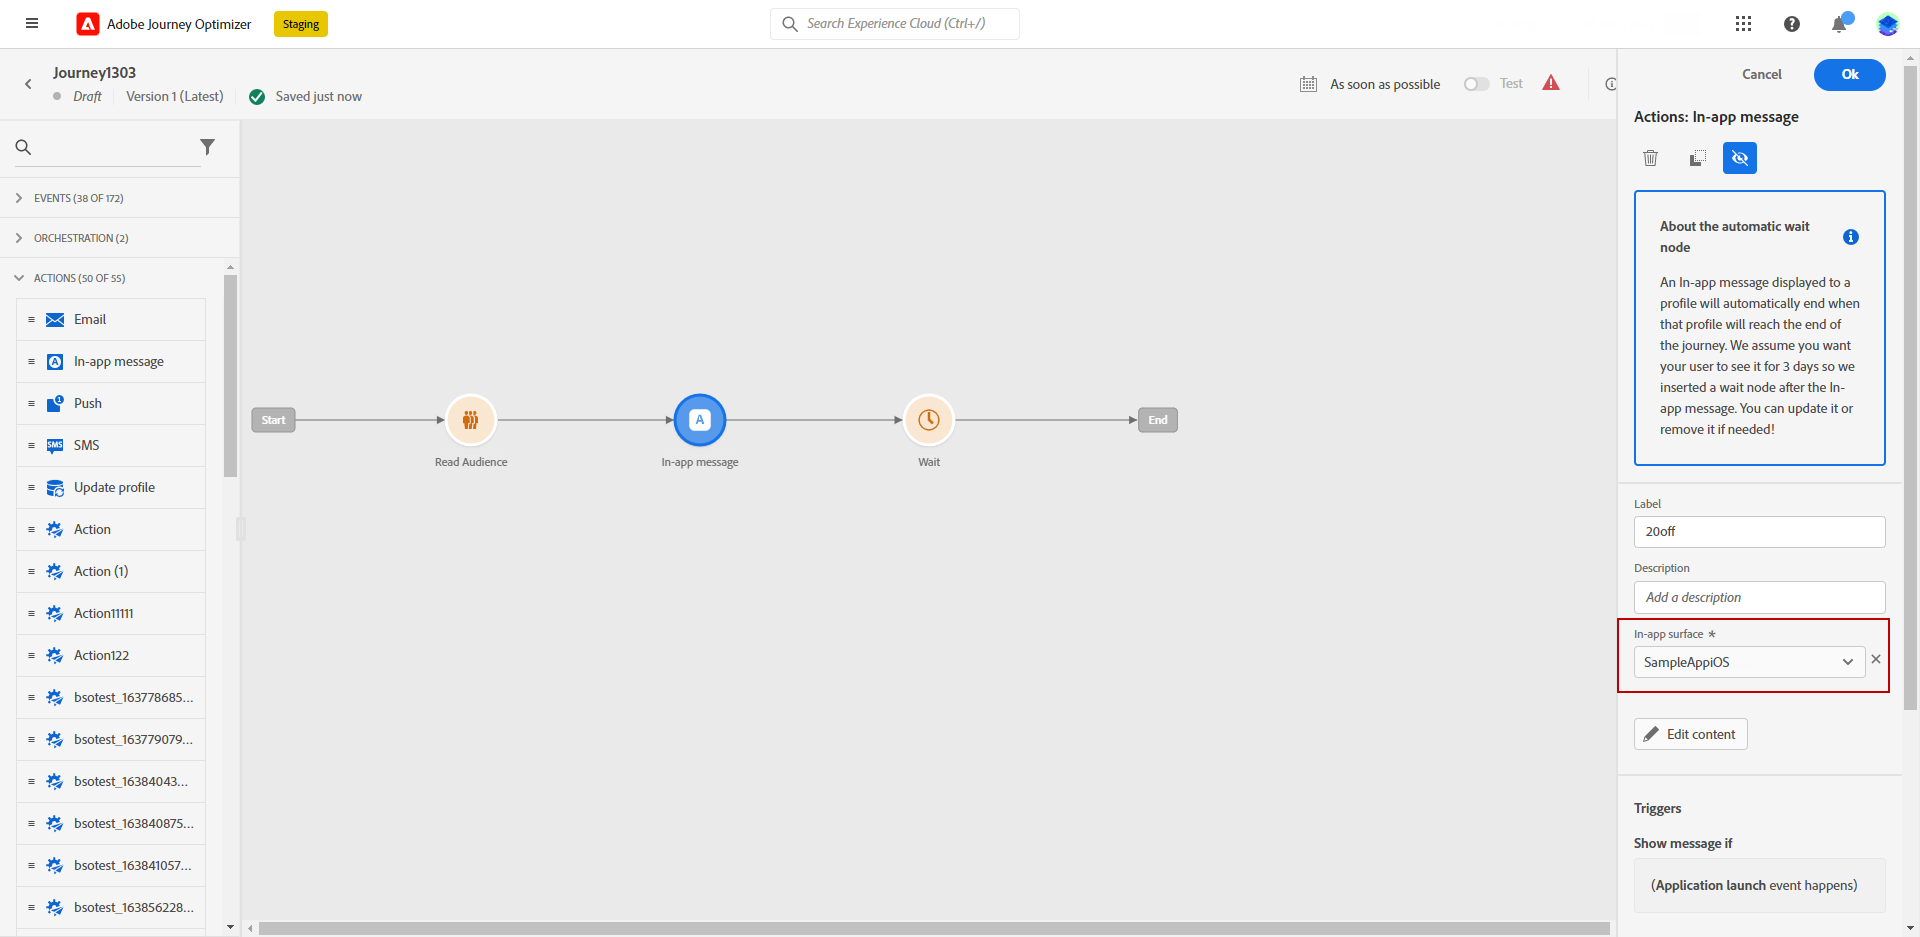 Adobe Journey Optimizer
Staging
Search Experience Cloud (Ctrl+/)
Journey1303
Draft
Version 1 (Latest)
Saved just now
As soon as possible
Test
Cancel
Ok
EVENTS (38 OF 172)
ORCHESTRATION (2)
ACTIONS (50 OF 55)
Email
In-app message
Push
SMS
SMS
Update profile
Action
Action (1)
Action11111
Action122
bsotest_163778685...
bsotest_163779079...
bsotest_16384043...
bsotest_163840875...
bsotest_163841057...
bsotest_163856228...
Start
Read Audience
A
In-app message
Wait
End
Actions: In-app message
About the automatic wait
node
An In-app message displayed to a
profile will automatically end when
that profile will reach the end of
the journey. We assume you want
your user to see it for 3 days so we
inserted a wait node after the In-
app message. You can update it or
remove it if needed!
Label
20off
Description
Add a description
In-app surface *
SampleAppiOS
Edit content
Triggers
Show message if
(Application launch event happens)